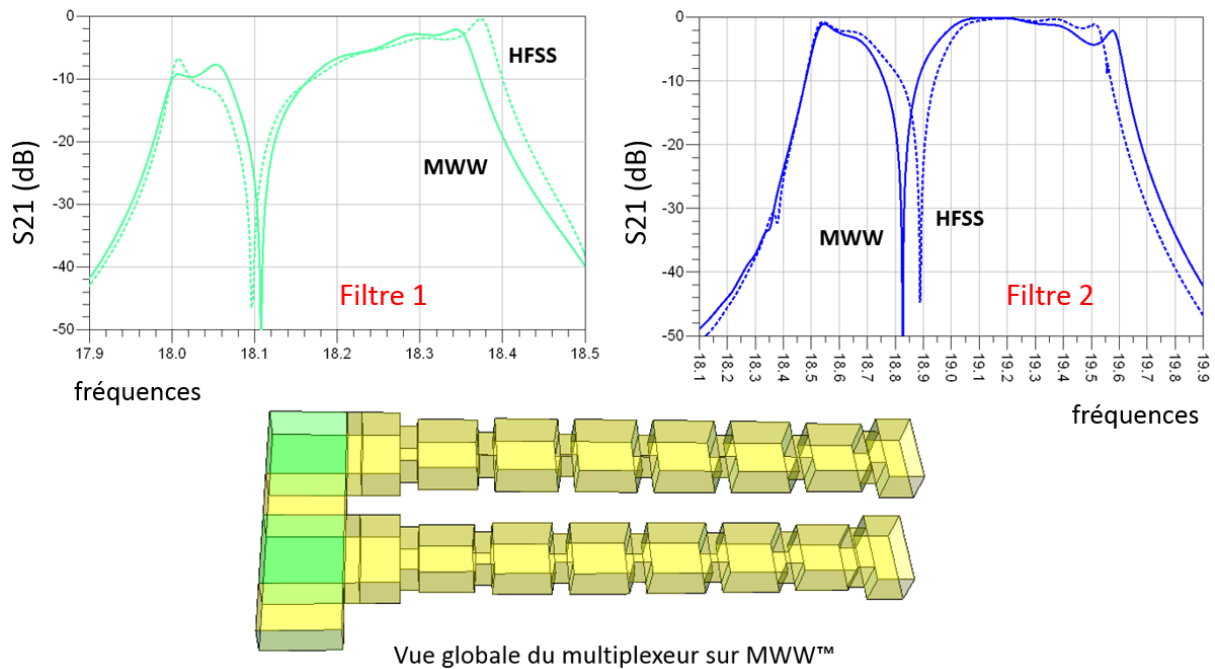 0
-10
-20
-30
-40
-50
S21 (dB)
HFSS
MWW
Filtre 1
17.9 18.0 18.1 18.2 18.3 18.4 18.5
fréquences
0
-10
-20
-30
-40
-50
S21 (dB)
MWW
HFSS
Filtre 2
18.1 18.2 18.3 18.4 18.5 18.6 18.7 18.8 18.9 19.0 19.1 19.2 19.3 19.4 19.5 19.6 19.7 19.8 19.9
fréquences
Vue globale du multiplexeur sur MWW™